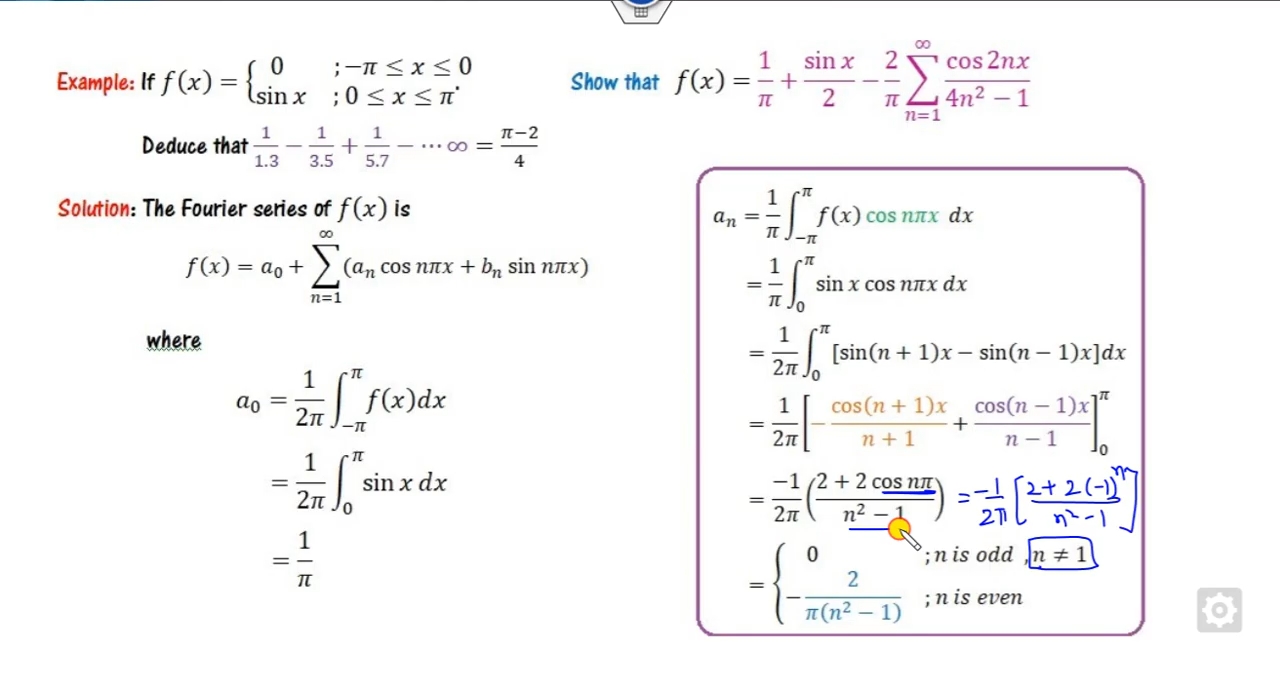 Example: If f(x) = { 0 ; −π ≤ x ≤ 0
sin x ; 0 ≤ x ≤ π .
Deduce that 1/1.3 − 1/3.5 + 1/5.7 − ⋯ ∞ = π−2/4
Solution: The Fourier series of f(x) is
f(x) = a₀ + ∑_{n=1}^{∞} (aₙ cos nπx + bₙ sin nπx)
where
a₀ = 1/2π ∫_{−π}^{π} f(x)dx
= 1/2π ∫_0^π sin x dx
= 1/π
Show that f(x) = 1/π + sin x/2 − 2/π ∑_{n=1}^{∞} cos 2nx/4n² − 1
aₙ = 1/π ∫_{−π}^{π} f(x) cos nπx dx
= 1/π ∫_0^π sin x cos nπx dx
= 1/2π ∫_0^π [sin(n + 1)x − sin(n − 1)x]dx
= 1/2π [− cos(n + 1)x/n + 1 + cos(n − 1)x/n − 1]_0^π
= −1/2π (2 + 2 cos nπ/n² − 1) = −1/2π [2 + 2(−1)ⁿ/n² − 1]
= { 0 ; n is odd , n ≠ 1
− 2/π(n² − 1) ; n is even